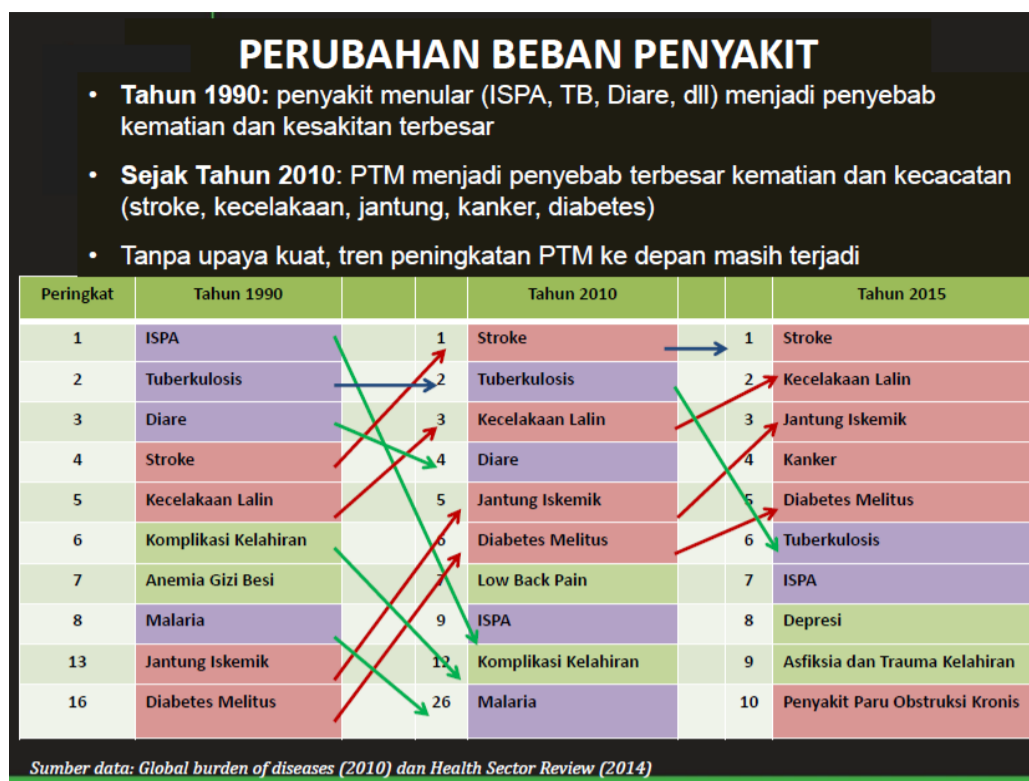 PERUBAHAN BEBAN PENYAKIT
• Tahun 1990: penyakit menular (ISPA, TB, Diare, dll) menjadi penyebab
kematian dan kesakitan terbesar
• Sejak Tahun 2010: PTM menjadi penyebab terbesar kematian dan kecacatan
(stroke, kecelakaan, jantung, kanker, diabetes)
• Tanpa upaya kuat, tren peningkatan PTM ke depan masih terjadi
Peringkat Tahun 1990 Tahun 2010 Tahun 2015
1 ISPA 1 Stroke 1 Stroke
2 Tuberkulosis 2 Tuberkulosis 2 Kecelakaan Lalin
3 Diare 3 Kecelakaan Lalin 3 Jantung Iskemik
4 Stroke 4 Diare 4 Kanker
5 Kecelakaan Lalin 5 Jantung Iskemik 5 Diabetes Melitus
6 Komplikasi Kelahiran 6 Diabetes Melitus 6 Tuberkulosis
7 Anemia Gizi Besi 7 Low Back Pain 7 ISPA
8 Malaria 9 ISPA 8 Depresi
13 Jantung Iskemik 12 Komplikasi Kelahiran 9 Asfiksia dan Trauma Kelahiran
16 Diabetes Melitus 26 Malaria 10 Penyakit Paru Obstruksi Kronis
Sumber data: Global burden of diseases (2010) dan Health Sector Review (2014)